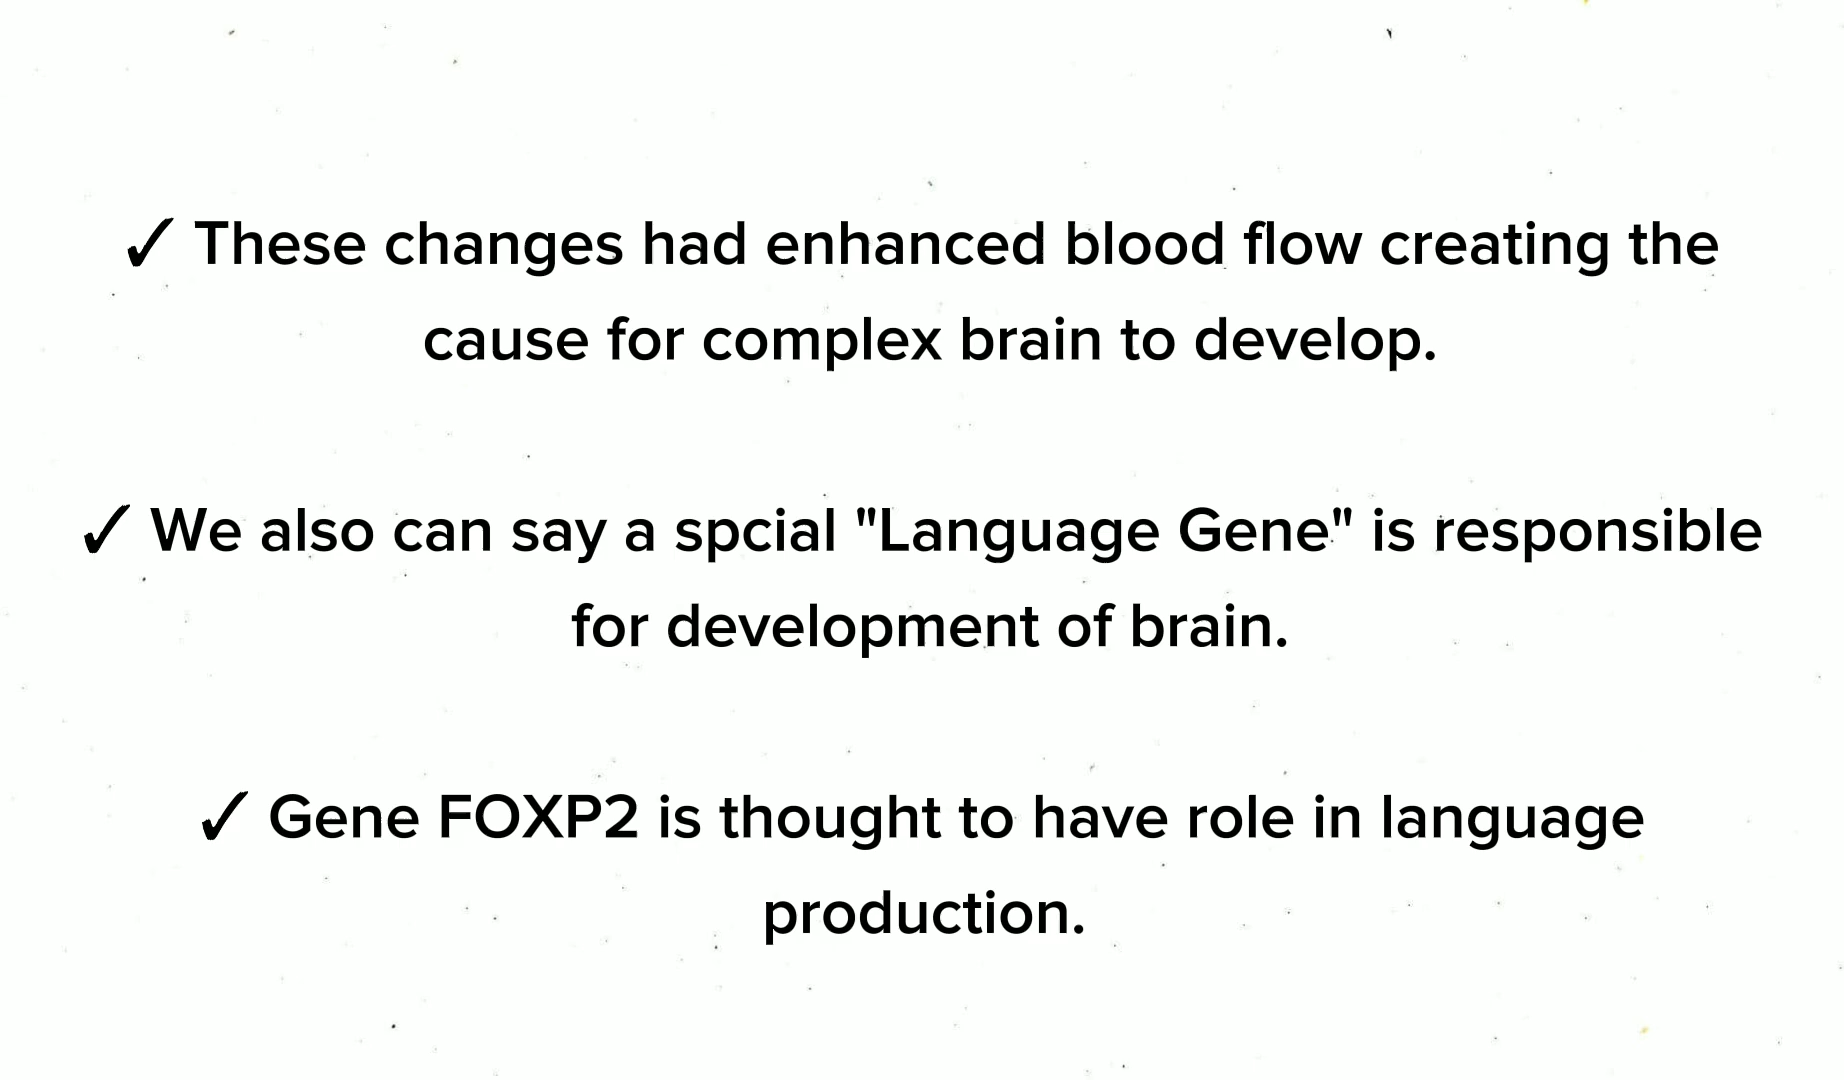 ✓ These changes had enhanced blood flow creating the
cause for complex brain to develop.
✓ We also can say a spcial "Language Gene" is responsible
for development of brain.
✓ Gene FOXP2 is thought to have role in language
production.